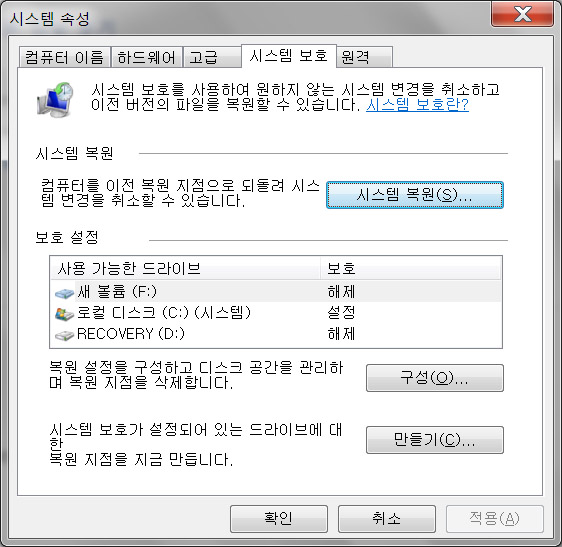 시스템 속성
컴퓨터 이름 하드웨어 고급 시스템 보호 원격
시스템 보호를 사용하여 원하지 않는 시스템 변경을 취소하고
이전 버전의 파일을 복원할 수 있습니다. 시스템 보호란?
시스템 복원
컴퓨터를 이전 복원 지점으로 되돌려 시스
템 변경을 취소할 수 있습니다.
시스템 복원(S)...
보호 설정
사용 가능한 드라이브 보호
새 볼륨 (F:) 해제
로컬 디스크 (C:) (시스템) 설정
RECOVERY (D:) 해제
복원 설정을 구성하고 디스크 공간을 관리하
며 복원 지점을 삭제합니다.
구성(O)...
시스템 보호가 설정되어 있는 드라이브에 대
한
복원 지점을 지금 만듭니다.
만들기(C)...
확인 취소 적용(A)